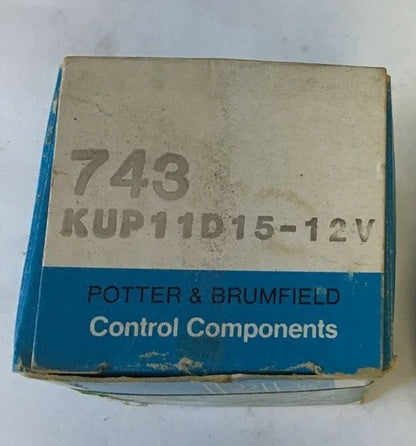 743
KUP11D15-12V
POTTER & BRUMFIELD
Control Components